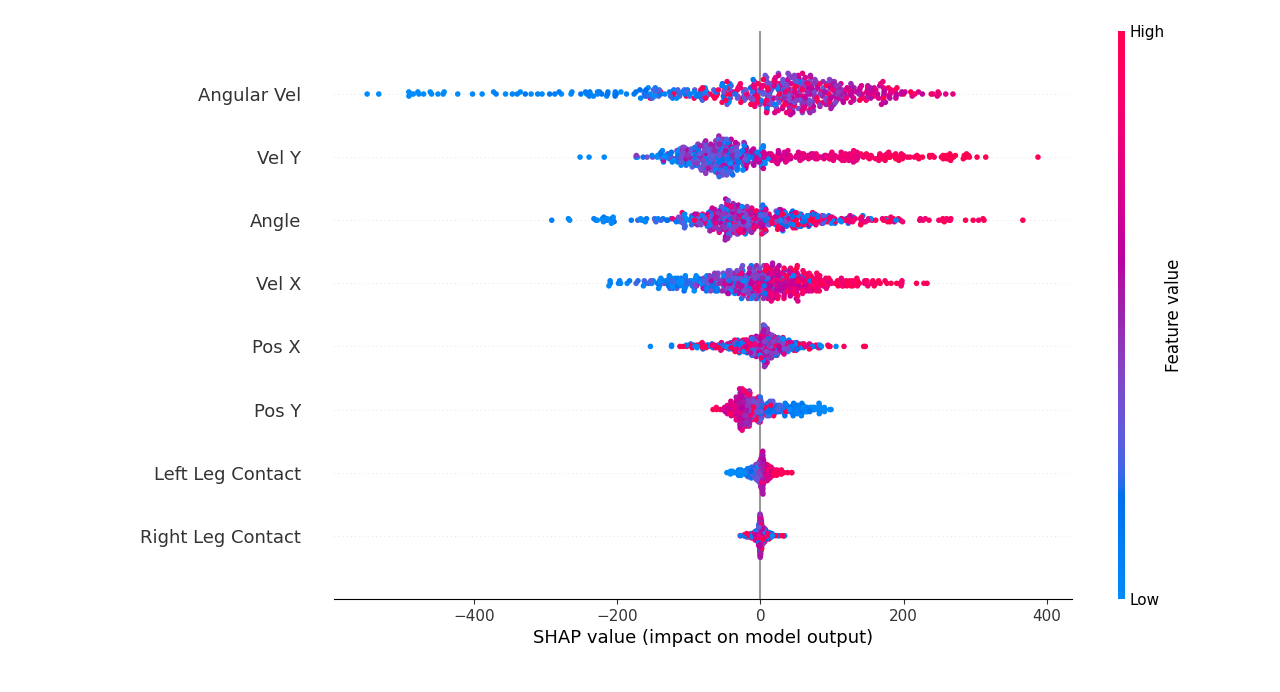 High
Angular Vel
Vel Y
Angle
Vel X
Pos X
Pos Y
Left Leg Contact
Right Leg Contact
Feature value
Low
−400
−200
0
200
400
SHAP value (impact on model output)